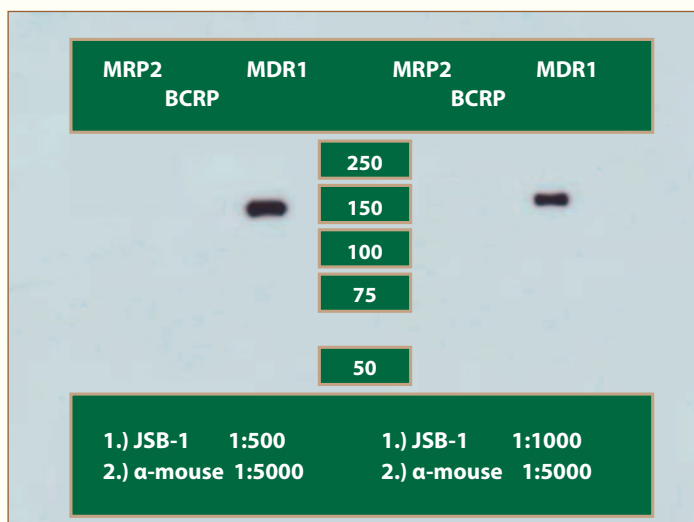 MRP2 MDR1 MRP2 MDR1
BCRP BCRP
250
150
100
75
50
1.) JSB-1 1:500 1.) JSB-1 1:1000
2.) α-mouse 1:5000 2.) α-mouse 1:5000